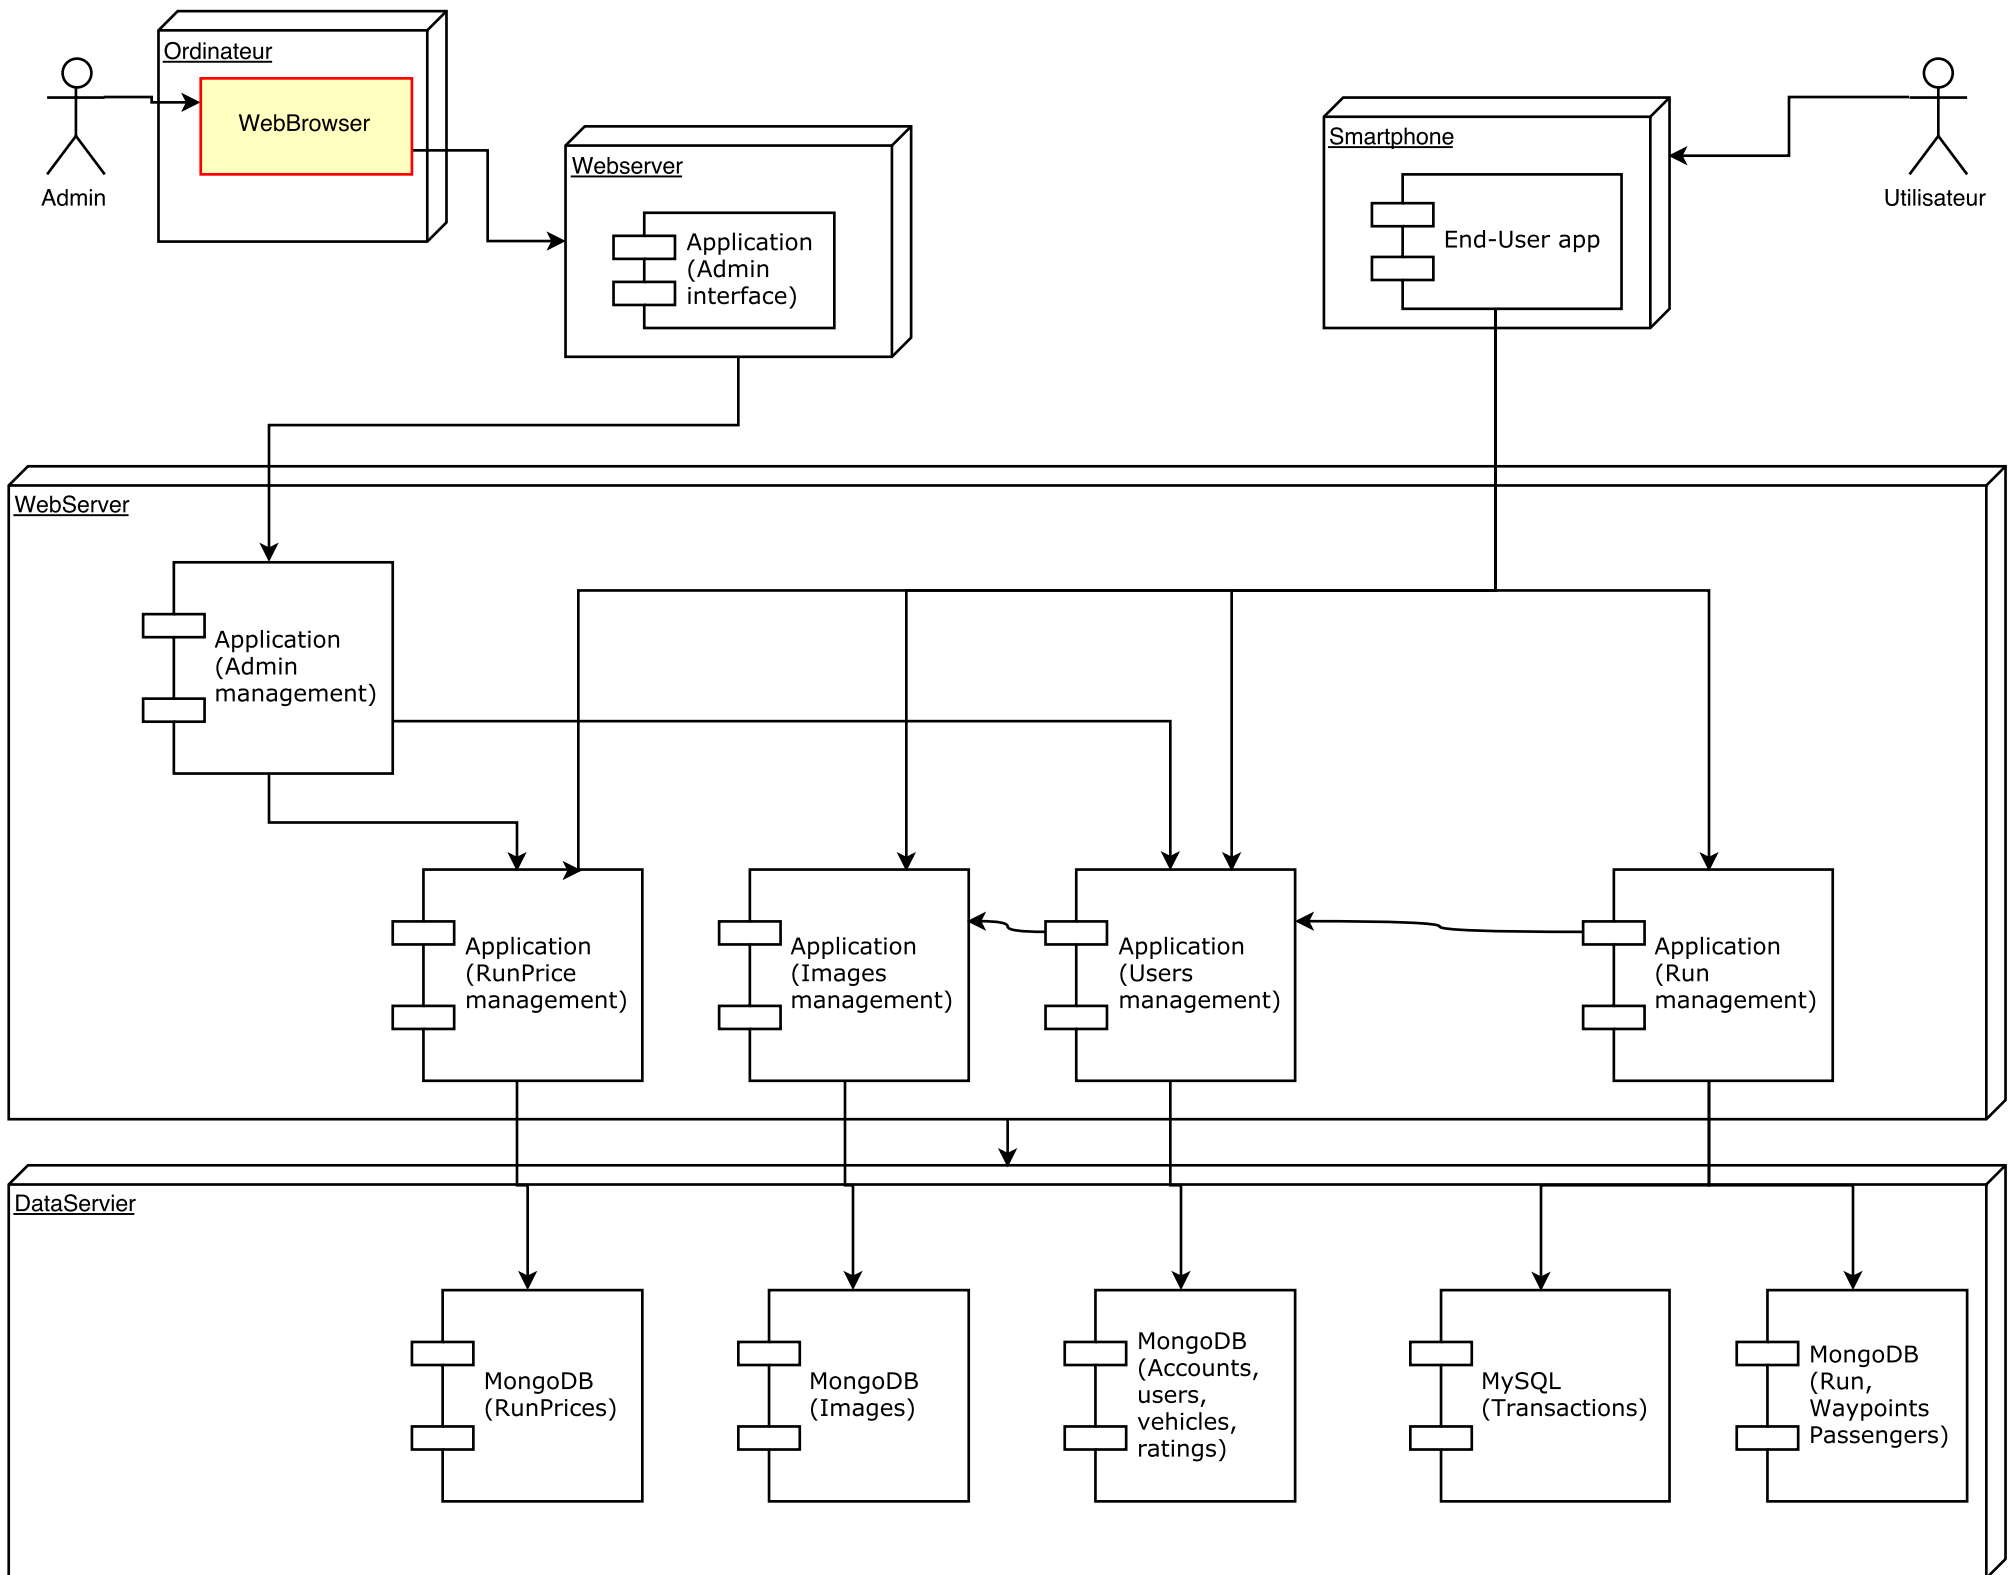 Ordinateur
WebBrowser
Admin
Webserver
Application
(Admin
interface)
Smartphone
End-User app
Utilisateur
WebServer
Application
(Admin
management)
Application
(RunPrice
management)
Application
(Images
management)
Application
(Users
management)
Application
(Run
management)
DataServier
MongoDB
(RunPrices)
MongoDB
(Images)
MongoDB
(Accounts,
users,
vehicles,
ratings)
MySQL
(Transactions)
MongoDB
(Run,
Waypoints
Passengers)